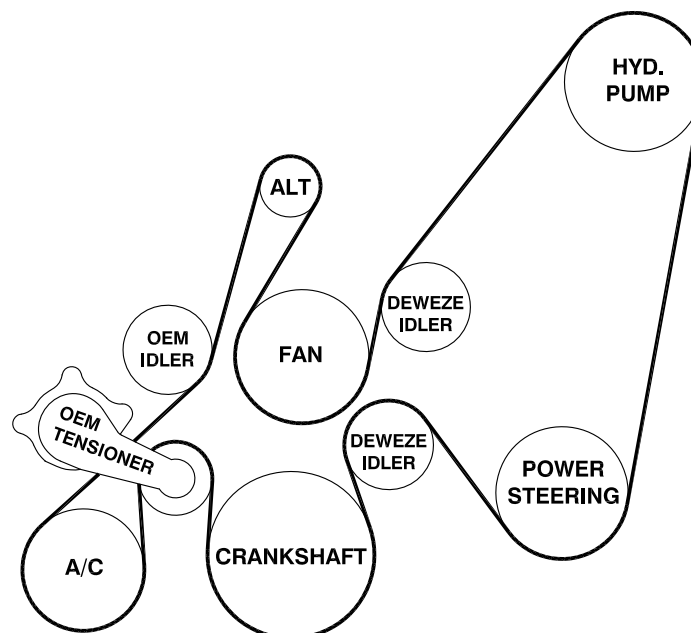 HYD.
PUMP
ALT
DEWEZE
IDLER
OEM
IDLER
FAN
OEM
TENSIONER
DEWEZE
IDLER
POWER
STEERING
A/C
CRANKSHAFT